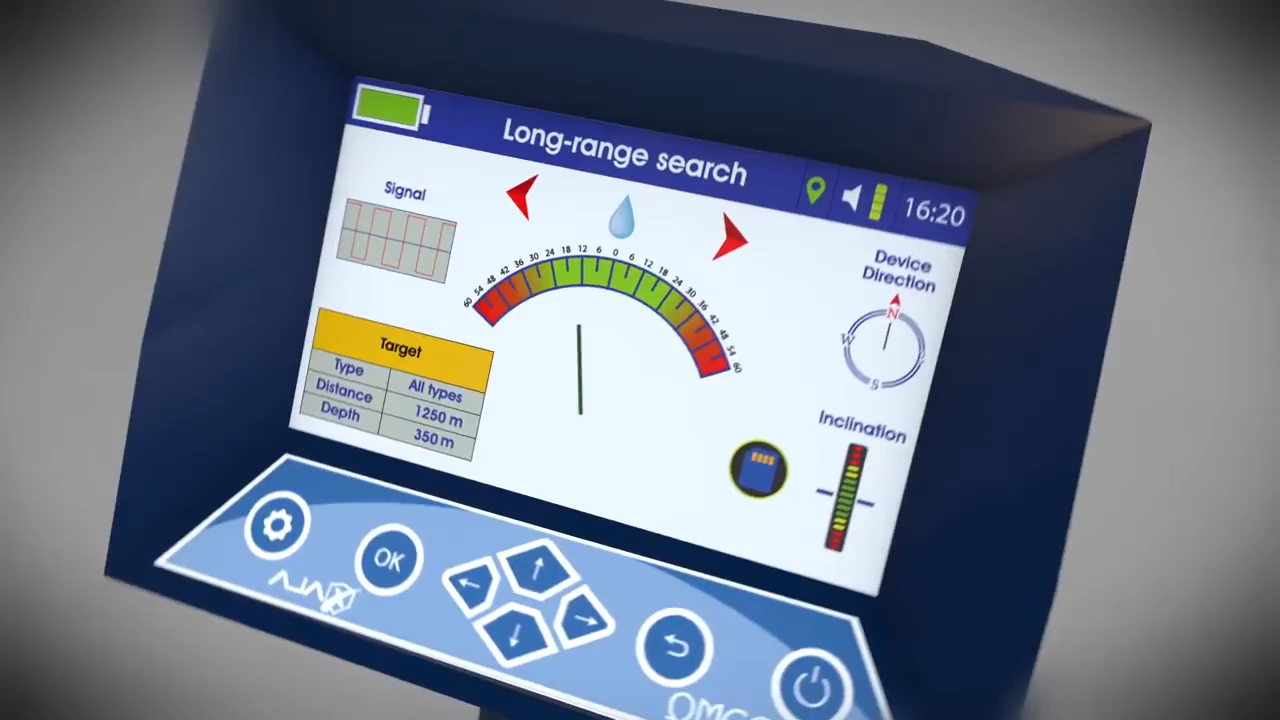 Long-range search
16:20
Signal
60 54 48 42 36 30 24 18 12 6 0 6 12 18 24 30 36 42 48 54 60
Device
Direction
N
W
S
Target
Type All types
Distance 1250 m
Depth 350 m
Inclination
OK